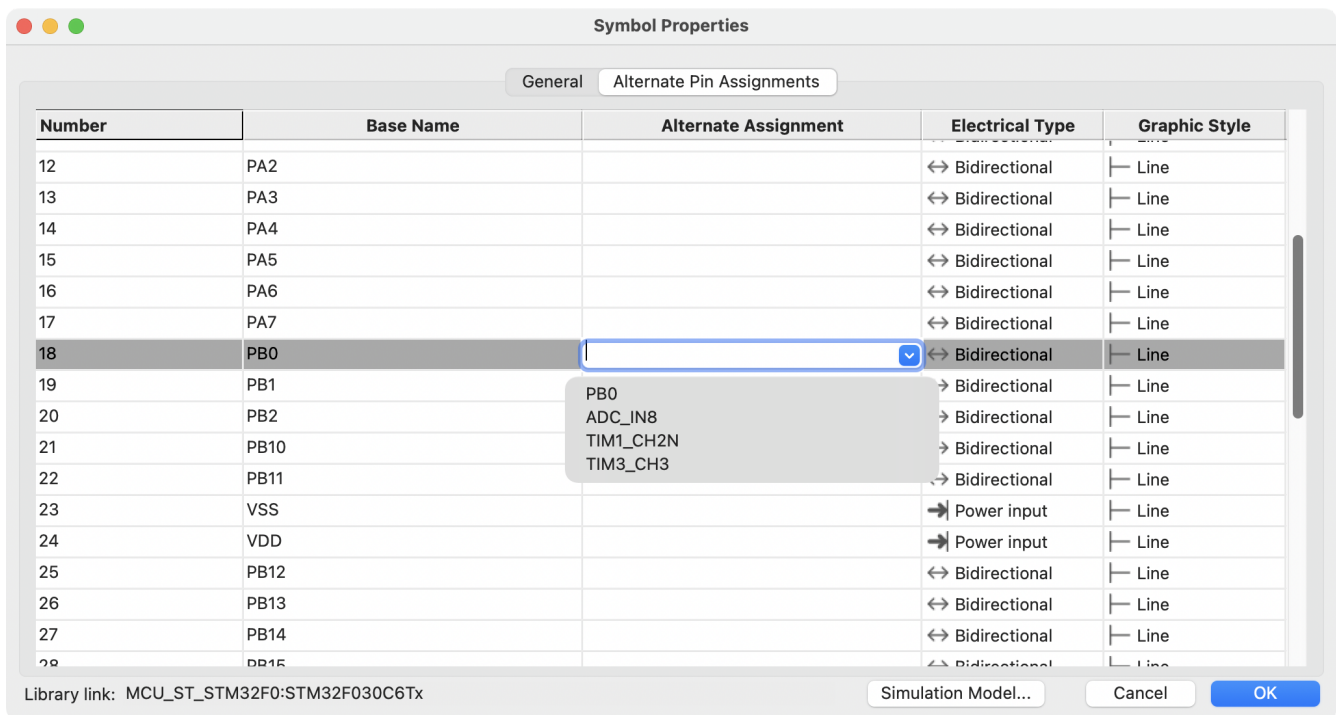 Symbol Properties
General Alternate Pin Assignments
Number Base Name Alternate Assignment Electrical Type Graphic Style
12 PA2 Bidirectional Line
13 PA3 Bidirectional Line
14 PA4 Bidirectional Line
15 PA5 Bidirectional Line
16 PA6 Bidirectional Line
17 PA7 Bidirectional Line
18 PB0 Bidirectional Line
19 PB1 Bidirectional Line
PB0
20 PB2 Bidirectional Line
ADC_IN8
TIM1_CH2N
21 PB10 Bidirectional Line
TIM3_CH3
22 PB11 Bidirectional Line
23 VSS Power input Line
24 VDD Power input Line
25 PB12 Bidirectional Line
26 PB13 Bidirectional Line
27 PB14 Bidirectional Line
28 PB15 Bidirectional Line
Library link: MCU_ST_STM32F0:STM32F030C6Tx Simulation Model... Cancel OK